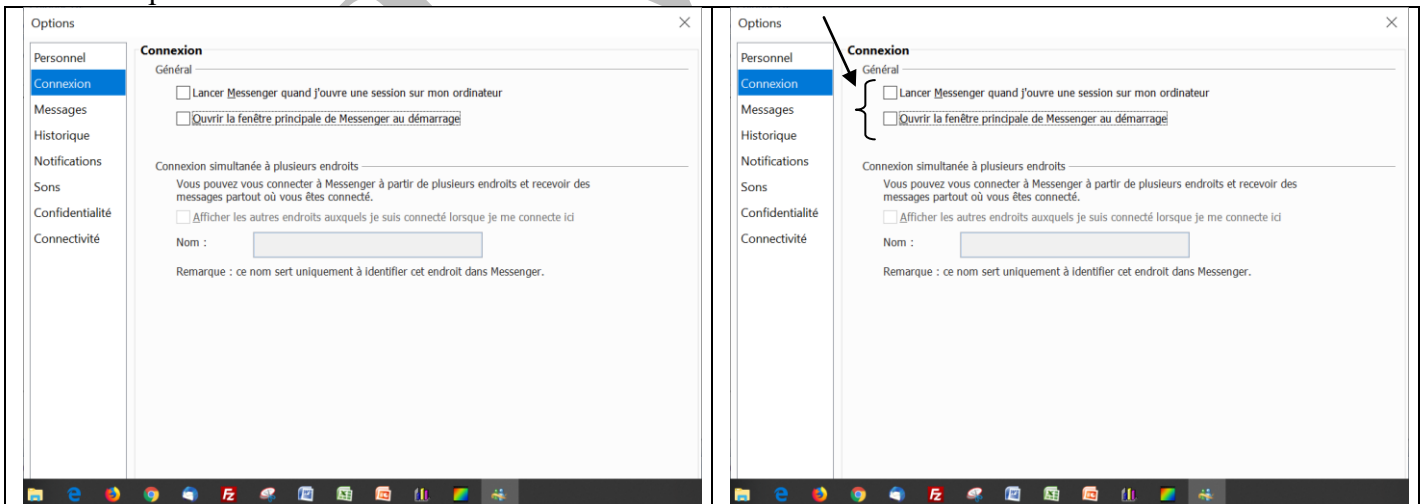 Options
Personnel
Connexion
Messages
Historique
Notifications
Sons
Confidentialité
Connectivité
Connexion
Général
Lancer Messenger quand j'ouvre une session sur mon ordinateur
Ouvrir la fenêtre principale de Messenger au démarrage
Connexion simultanée à plusieurs endroits
Vous pouvez vous connecter à Messenger à partir de plusieurs endroits et recevoir des
messages partout où vous êtes connecté.
Afficher les autres endroits auxquels je suis connecté lorsque je me connecte ici
Nom :
Remarque : ce nom sert uniquement à identifier cet endroit dans Messenger.
Options
Personnel
Connexion
Messages
Historique
Notifications
Sons
Confidentialité
Connectivité
Connexion
Général
Lancer Messenger quand j'ouvre une session sur mon ordinateur
Ouvrir la fenêtre principale de Messenger au démarrage
Connexion simultanée à plusieurs endroits
Vous pouvez vous connecter à Messenger à partir de plusieurs endroits et recevoir des
messages partout où vous êtes connecté.
Afficher les autres endroits auxquels je suis connecté lorsque je me connecte ici
Nom :
Remarque : ce nom sert uniquement à identifier cet endroit dans Messenger.